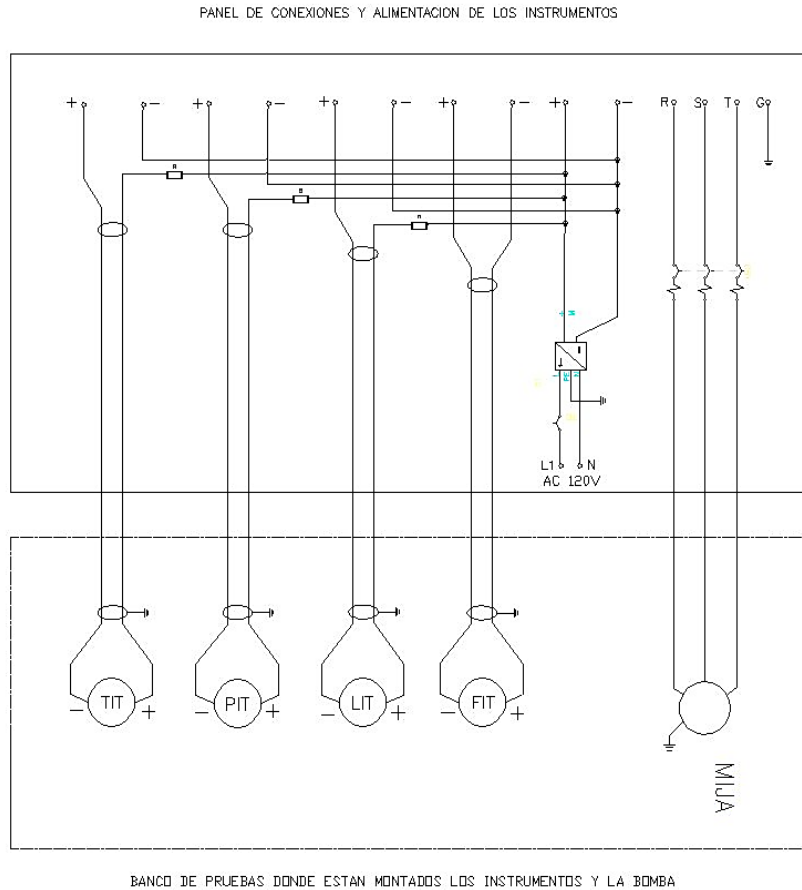 PANEL DE CONEXIONES Y ALIMENTACION DE LOS INSTRUMENTOS
+ - + - + - + - + - R S T G
+
L PE N
L1 N
AC 120V
TIT PIT LIT FIT
- + - + - + - +
MIJA
BANCO DE PRUEBAS DONDE ESTAN MONTADOS LOS INSTRUMENTOS Y LA BOMBA